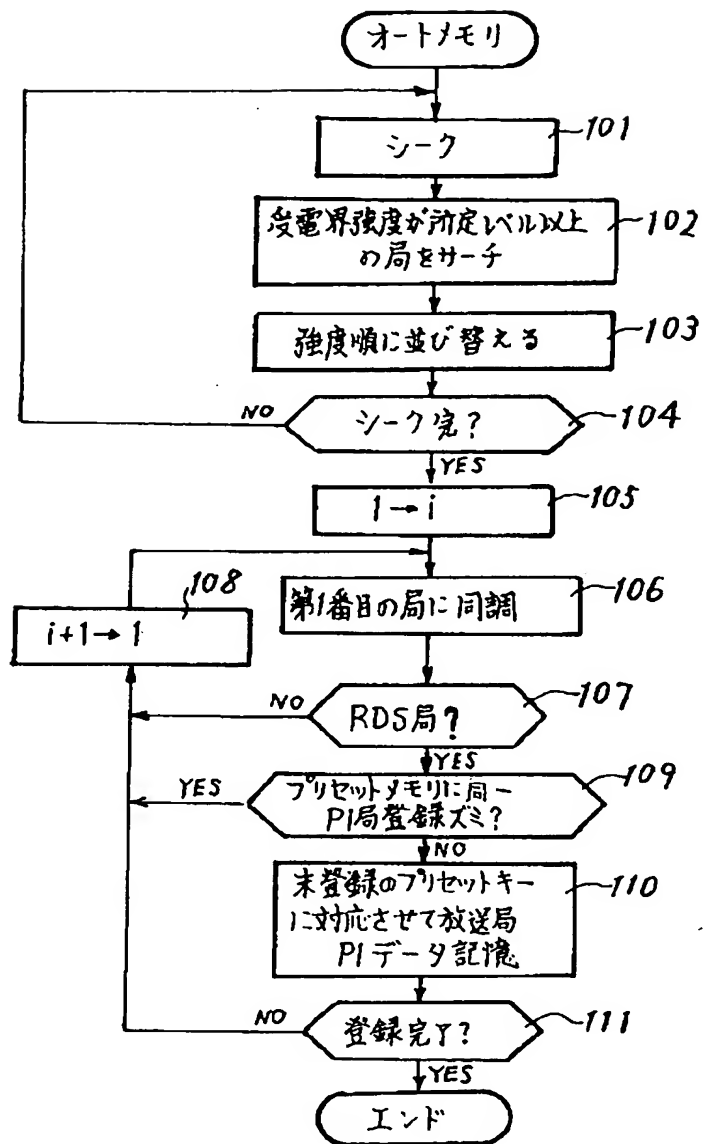 オートメモリ
シーク
101
受電界強度が所定レベル以上
の局をサーチ
102
強度順に並び替える
103
シーク完?
104
NO
YES
1→i
105
108
i+1→1
第1番目の局に同調
106
RDS局?
107
NO
YES
プリセットメモリに同一
PI局登録ズミ?
109
YES
NO
末登録のプリセットキー
に対応させて放送局
PIデータ記憶
110
登録完了?
111
NO
YES
エンド